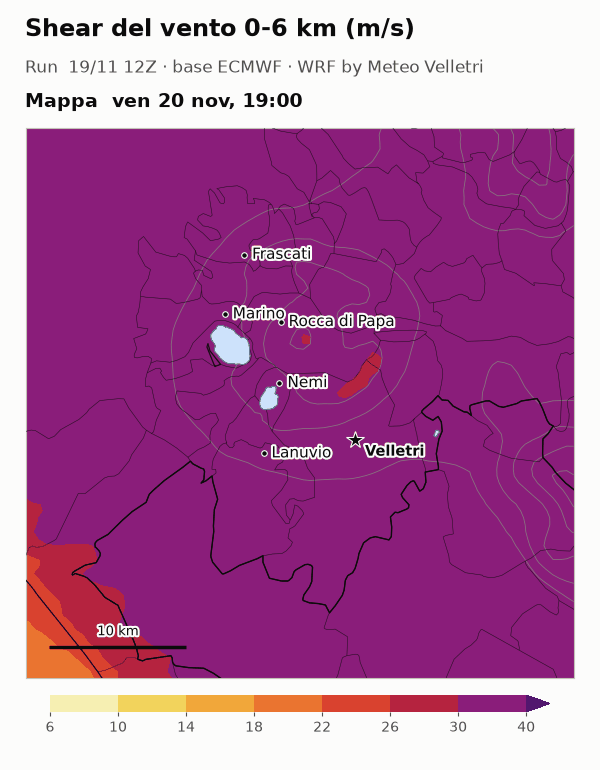 Shear del vento 0-6 km (m/s)
Run  19/11 12Z · base ECMWF · WRF by Meteo Velletri
Mappa  ven 20 nov, 19:00
Frascati
Marino
Rocca di Papa
Nemi
Velletri
Lanuvio
10 km
6 10 14 18 22 26 30 40